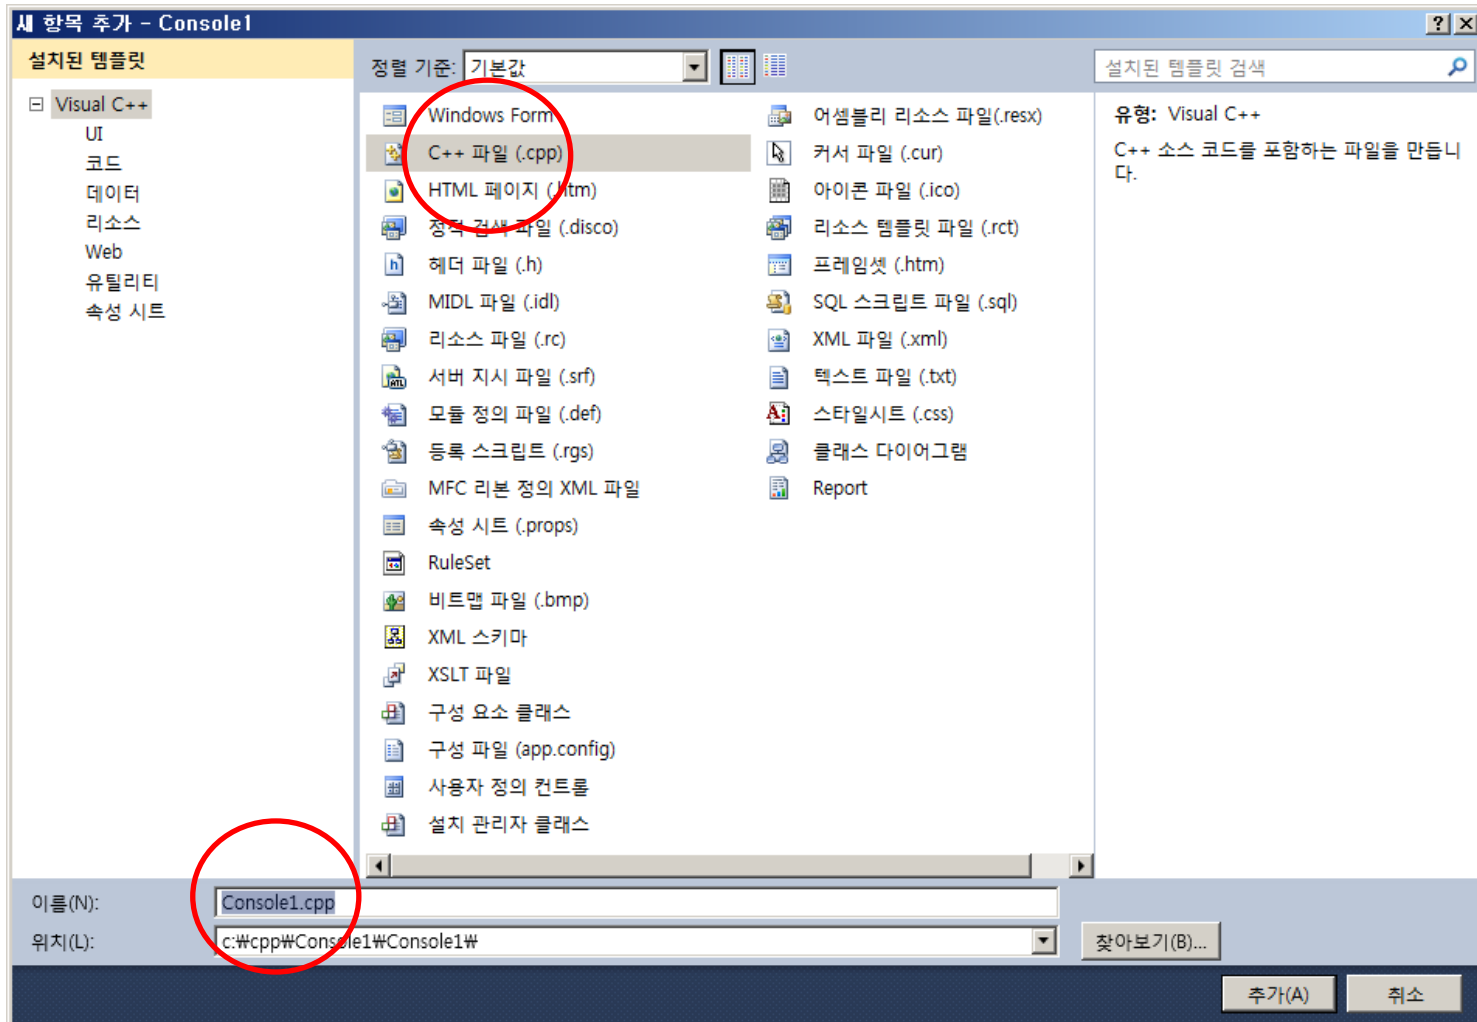 새 항목 추가 - Console1
설치된 템플릿
정렬 기준: 기본값
설치된 템플릿 검색
Visual C++
UI
코드
데이터
리소스
Web
유틸리티
속성 시트
Windows Form
C++ 파일 (.cpp)
HTML 페이지 (.htm)
정적 검색 파일 (.disco)
헤더 파일 (.h)
MIDL 파일 (.idl)
리소스 파일 (.rc)
서버 지시 파일 (.srf)
모듈 정의 파일 (.def)
등록 스크립트 (.rgs)
MFC 리본 정의 XML 파일
속성 시트 (.props)
RuleSet
비트맵 파일 (.bmp)
XML 스키마
XSLT 파일
구성 요소 클래스
구성 파일 (app.config)
사용자 정의 컨트롤
설치 관리자 클래스
어셈블리 리소스 파일(.resx)
커서 파일 (.cur)
아이콘 파일 (.ico)
리소스 템플릿 파일 (.rct)
프레임셋 (.htm)
SQL 스크립트 파일 (.sql)
XML 파일 (.xml)
텍스트 파일 (.txt)
스타일시트 (.css)
클래스 다이어그램
Report
유형: Visual C++
C++ 소스 코드를 포함하는 파일을 만듭니
다.
이름(N): Console1.cpp
위치(L): c:₩cpp₩Console1₩Console1₩
찾아보기(B)...
추가(A) 취소